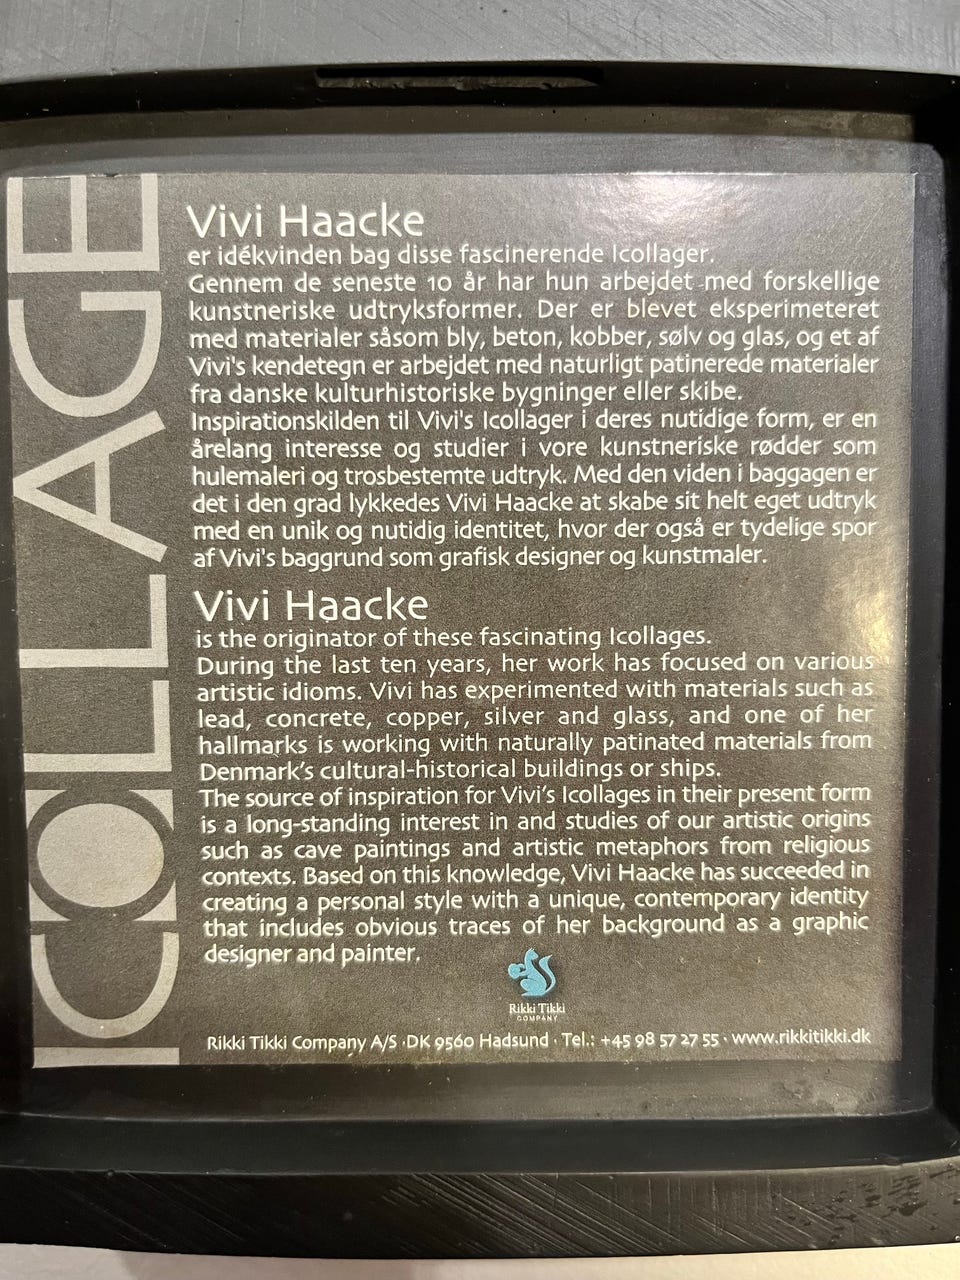 ICOLLAGE
Vivi Haacke
er idékvinden bag disse fascinerende Icollager.
Gennem de seneste 10 år har hun arbejdet med forskellige
kunstneriske udtryksformer. Der er blevet eksperimeteret
med materialer såsom bly, beton, kobber, sølv og glas, og et af
Vivi's kendetegn er arbejdet med naturligt patinerede materialer
fra danske kulturhistoriske bygninger eller skibe.
Inspirationskilden til Vivi's Icollager i deres nutidige form, er en
årelang interesse og studier i vore kunstneriske rødder som
hulemaleri og trosbestemte udtryk. Med den viden i baggagen er
det i den grad lykkedes Vivi Haacke at skabe sit helt eget udtryk
med en unik og nutidig identitet, hvor der også er tydelige spor
af Vivi's baggrund som grafisk designer og kunstmaler.
Vivi Haacke
is the originator of these fascinating Icollages.
During the last ten years, her work has focused on various
artistic idioms. Vivi has experimented with materials such as
lead, concrete, copper, silver and glass, and one of her
hallmarks is working with naturally patinated materials from
Denmark's cultural-historical buildings or ships.
The source of inspiration for Vivi's Icollages in their present form
is a long-standing interest in and studies of our artistic origins
such as cave paintings and artistic metaphors from religious
contexts. Based on this knowledge, Vivi Haacke has succeeded in
creating a personal style with a unique, contemporary identity
that includes obvious traces of her background as a graphic
designer and painter.
Rikki Tikki
COMPANY
Rikki Tikki Company A/S · DK 9560 Hadsund · Tel.: +45 98 57 27 55 · www.rikkitikki.dk